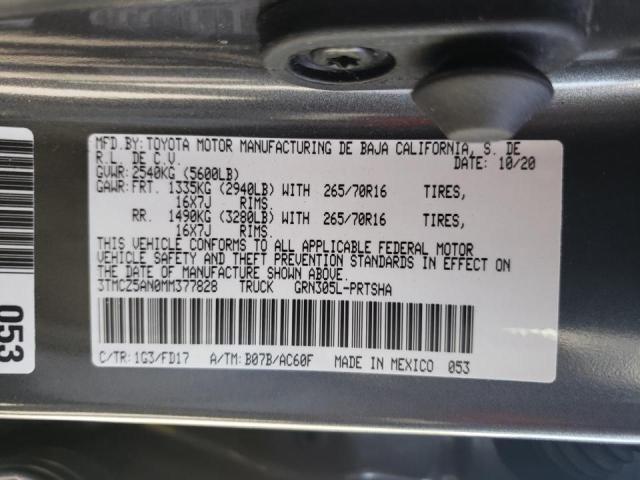 MFD.BY:TOYOTA MOTOR MANUFACTURING DE BAJA CALIFORNIA, S. DE
R.L. DE C.V. DATE: 10/20
GVWR: 2540KG (5600LB)
GAWR: FRT. 1335KG (2940LB) WITH 265/70R16 TIRES,
16X7J RIMS.
RR. 1490KG (3280LB) WITH 265/70R16 TIRES,
16X7J RIMS.
THIS VEHICLE CONFORMS TO ALL APPLICABLE FEDERAL MOTOR
VEHICLE SAFETY AND THEFT PREVENTION STANDARDS IN EFFECT ON
THE DATE OF MANUFACTURE SHOWN ABOVE.
3TMCZ5AN0MM377828 TRUCK GRN305L-PRTSHA
C/TR:1G3/FD17 A/TM:B07B/AC60F MADE IN MEXICO 053
053